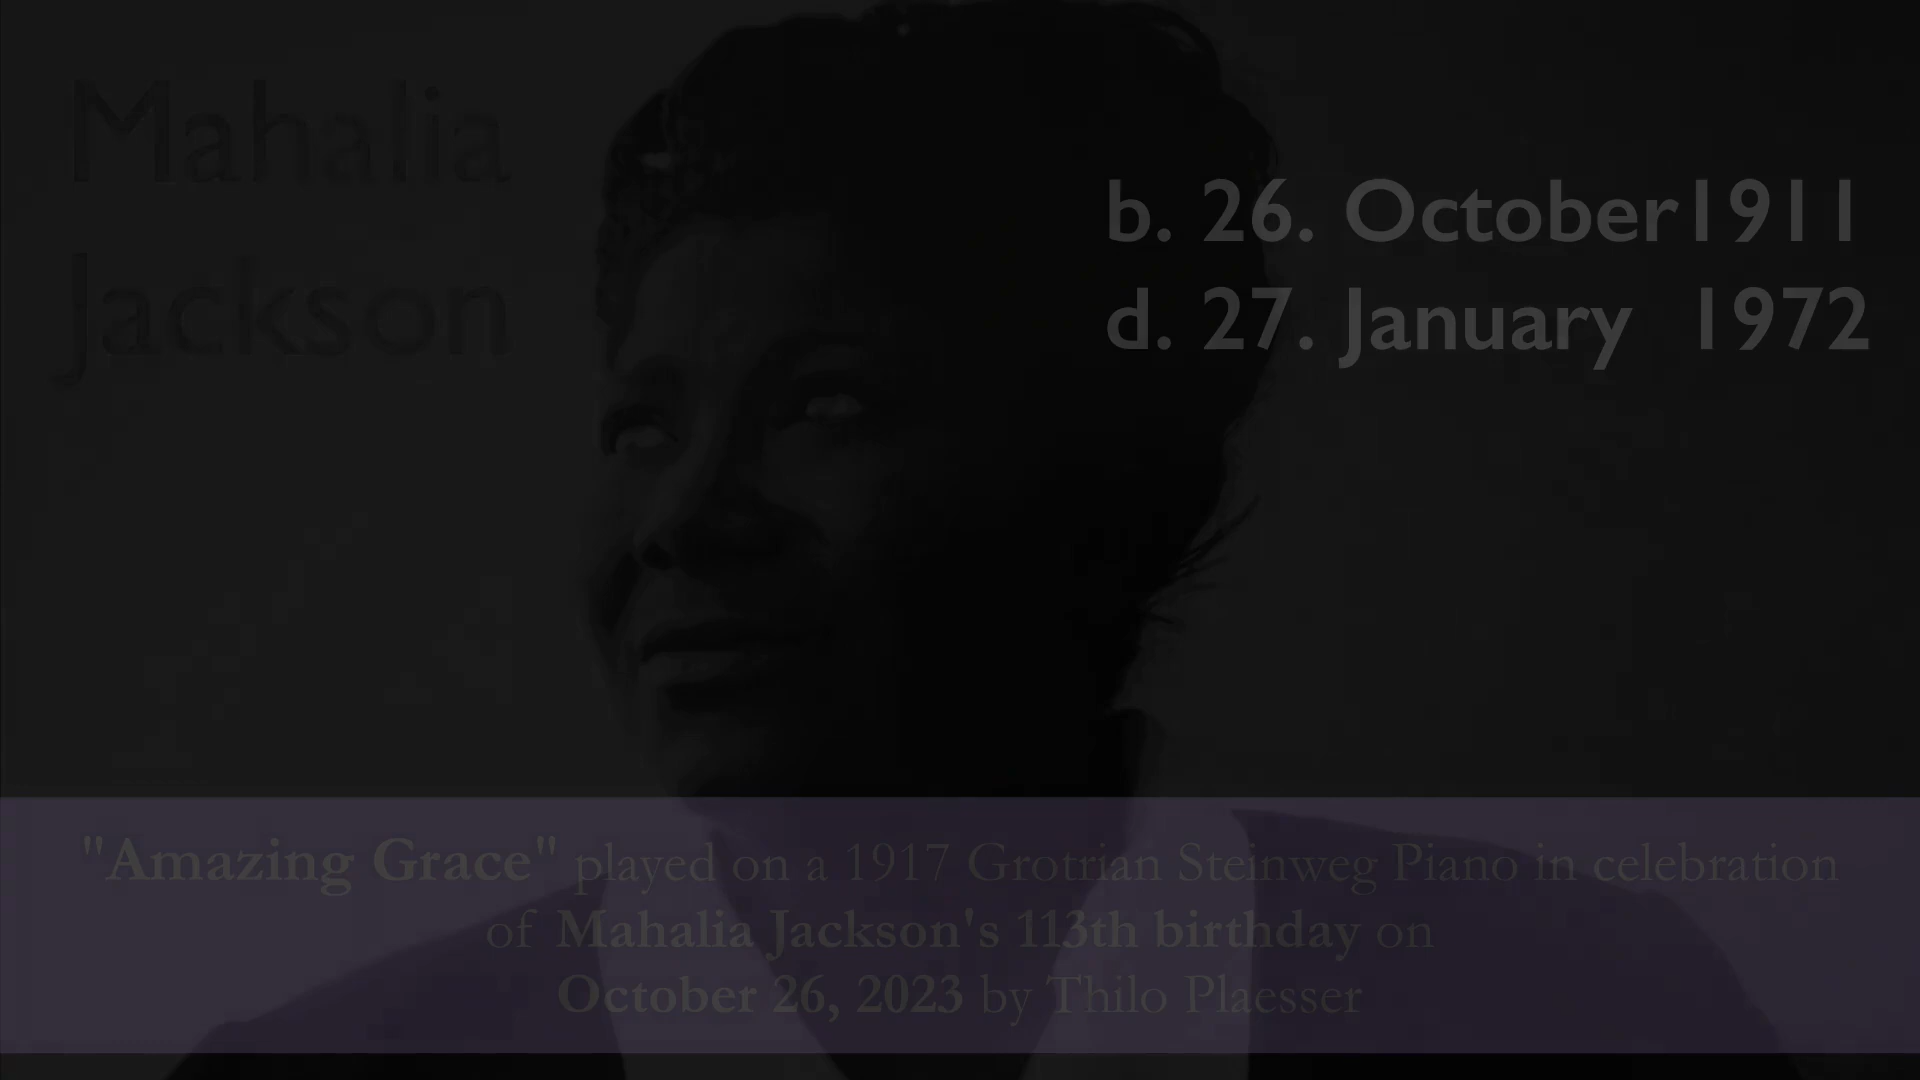 Mahalia
Jackson
b. 26. October1911
d. 27. January 1972
"Amazing Grace" played on a 1917 Grotrian Steinweg Piano in celebration
of Mahalia Jackson's 113th birthday on
October 26, 2023 by Thilo Plaesser